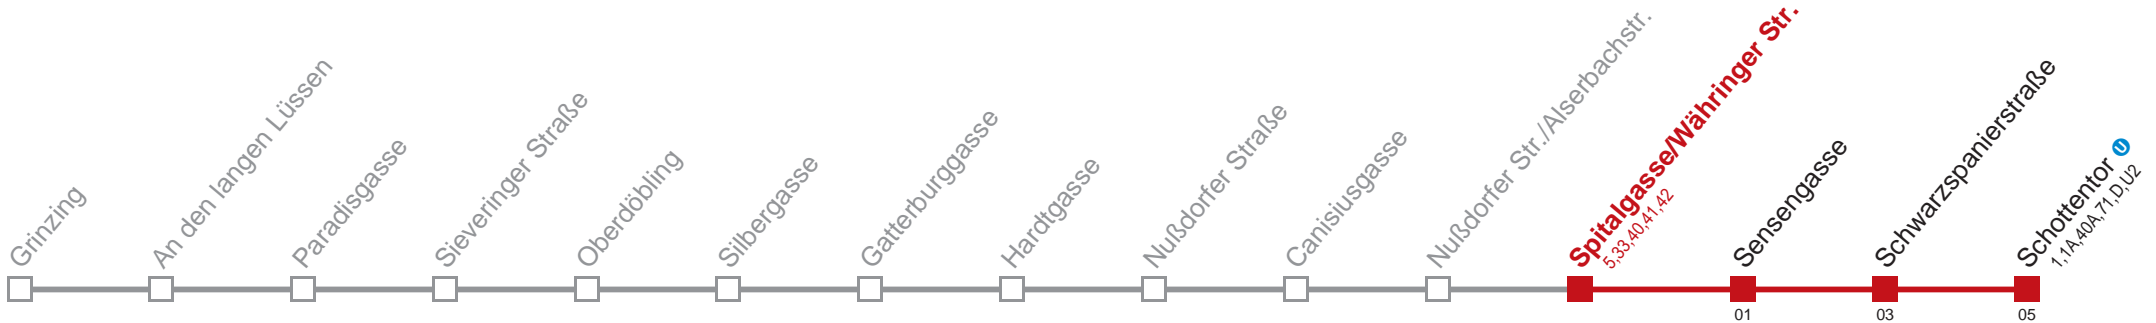 Grinzing
An den langen Lüssen
Paradisgasse
Sieveringer Straße
Oberdöbling
Silbergasse
Gatterburggasse
Hardtgasse
Nußdorfer Straße
Canisiusgasse
Nußdorfer Str./Alserbachstr.
Spitalgasse/Währinger Str.
5,33,40,41,42
Sensengasse
01
Schwarzspanierstraße
03
Schottentor U
1,1A,40A,71,D,U2
05